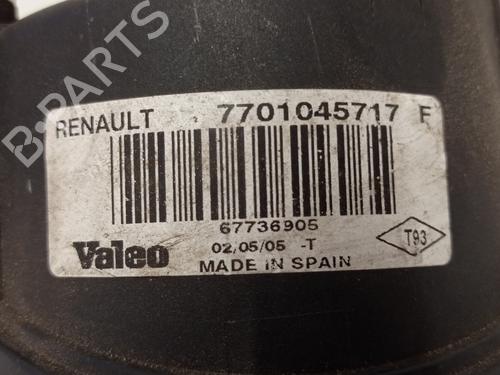 B-PARTS
RENAULT 7701045717 F
67736905
Valeo 02/05/05 -T T93
MADE IN SPAIN